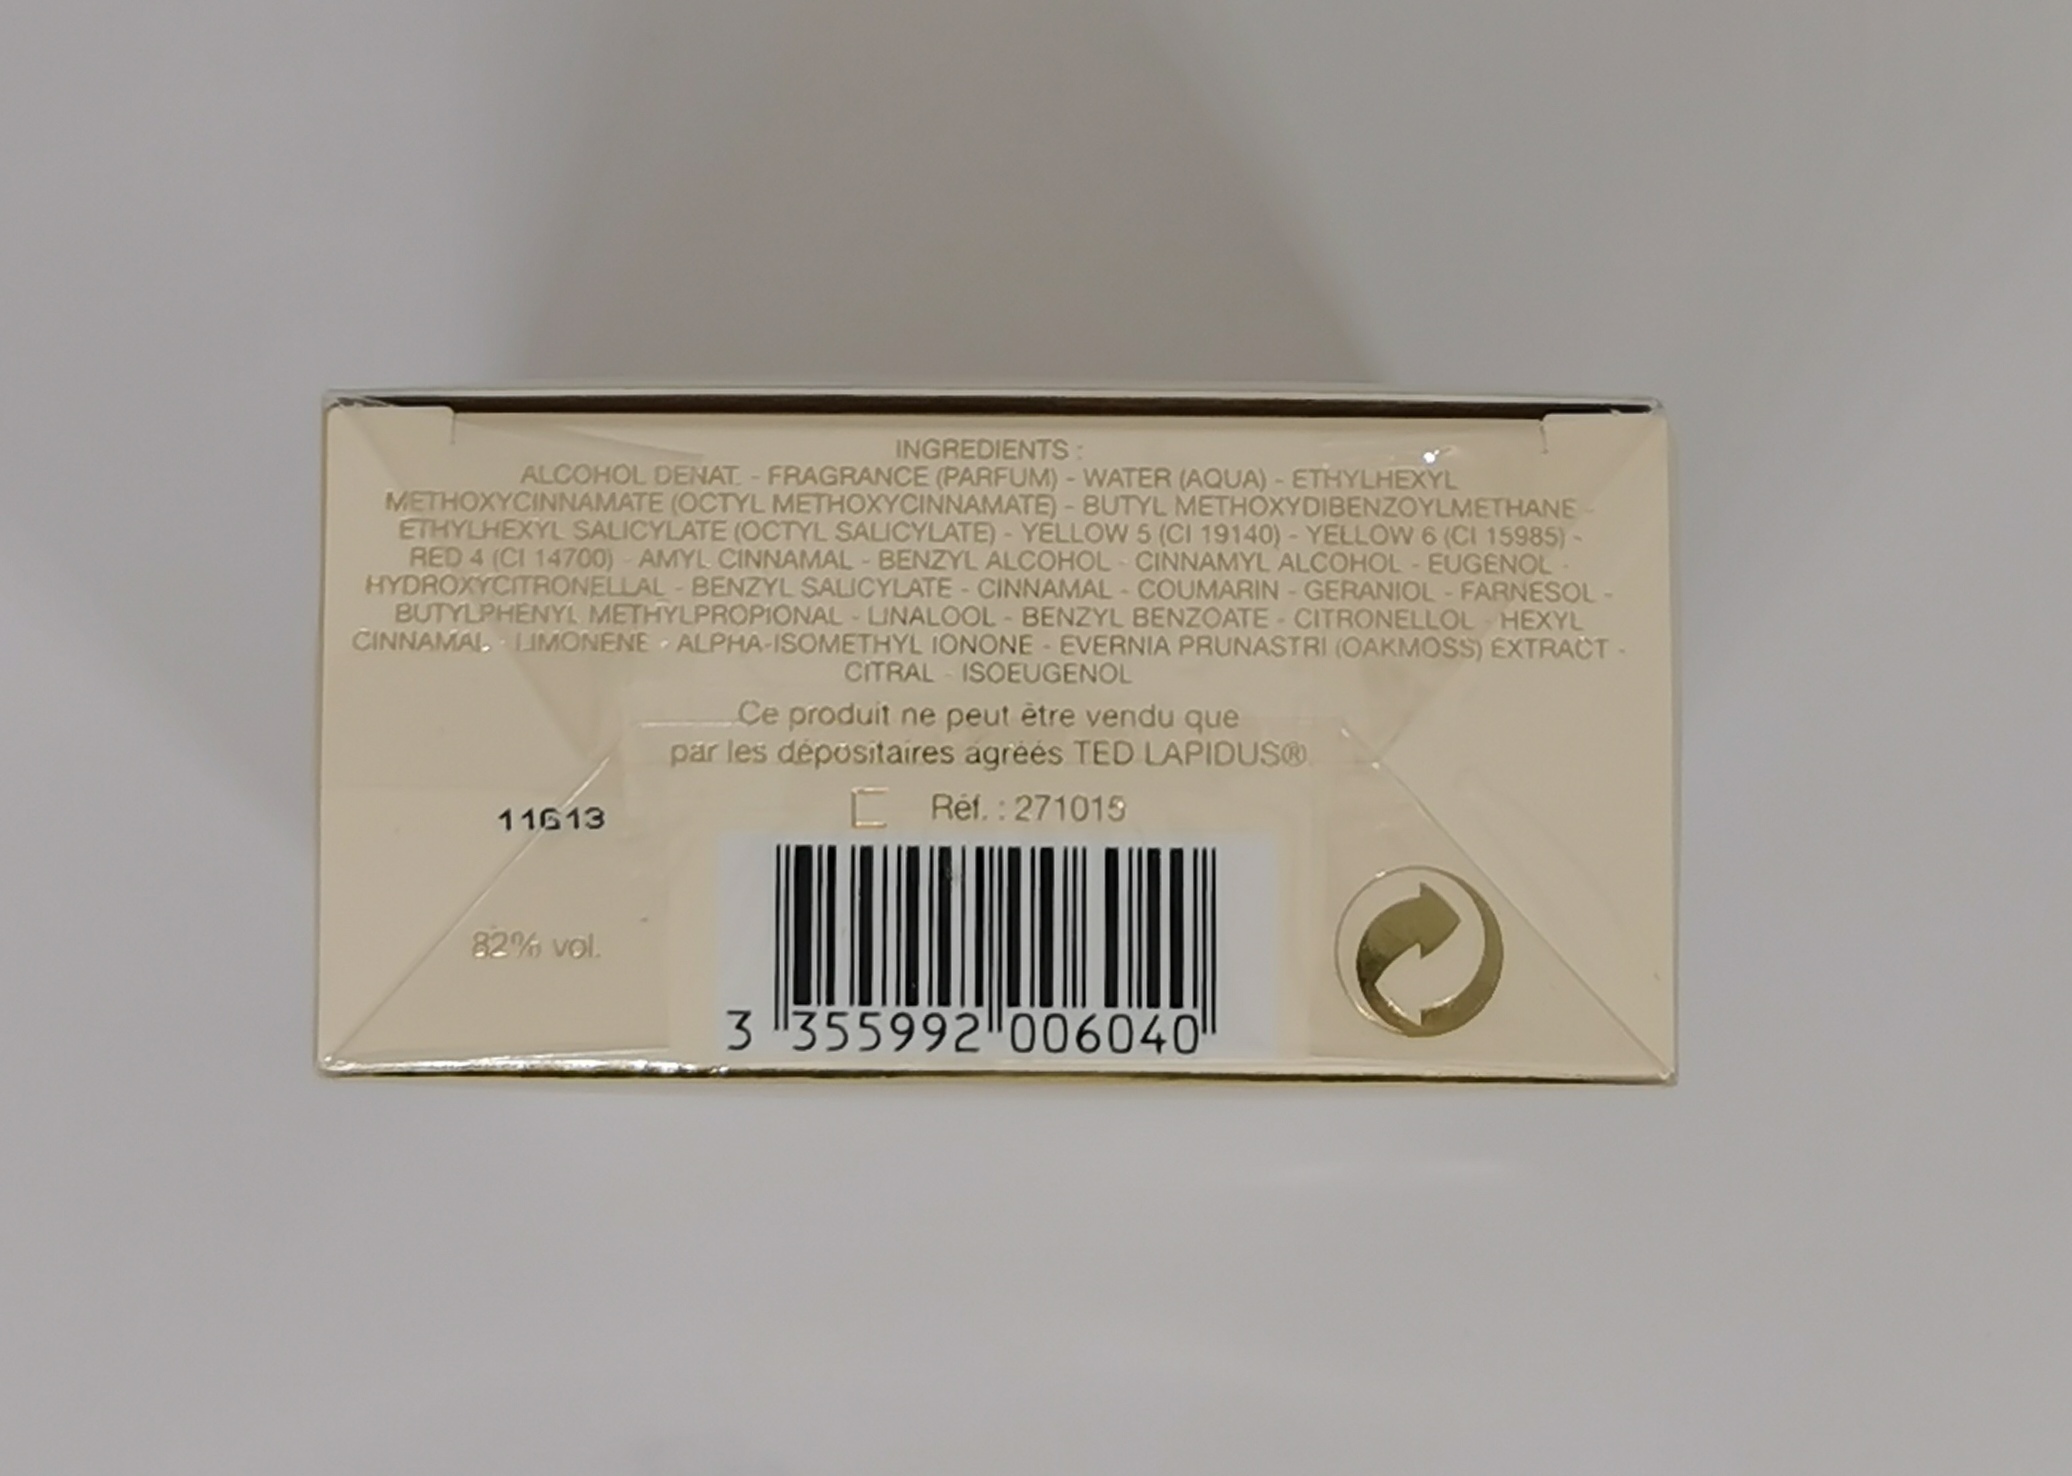 INGREDIENTS :
ALCOHOL DENAT. - FRAGRANCE (PARFUM) - WATER (AQUA) - ETHYLHEXYL
METHOXYCINNAMATE (OCTYL METHOXYCINNAMATE) - BUTYL METHOXYDIBENZOYLMETHANE -
ETHYLHEXYL SALICYLATE (OCTYL SALICYLATE) - YELLOW 5 (CI 19140) - YELLOW 6 (CI 15985) -
RED 4 (CI 14700) - AMYL CINNAMAL - BENZYL ALCOHOL - CINNAMYL ALCOHOL - EUGENOL -
HYDROXYCITRONELLAL - BENZYL SALICYLATE - CINNAMAL - COUMARIN - GERANIOL - FARNESOL -
BUTYLPHENYL METHYLPROPIONAL - LINALOOL - BENZYL BENZOATE - CITRONELLOL - HEXYL
CINNAMAL - LIMONENE - ALPHA-ISOMETHYL IONONE - EVERNIA PRUNASTRI (OAKMOSS) EXTRACT -
CITRAL - ISOEUGENOL
Ce produit ne peut être vendu que
par les dépositaires agréés TED LAPIDUS®
Réf. : 271015
11G13
82% vol.
3 355992 006040